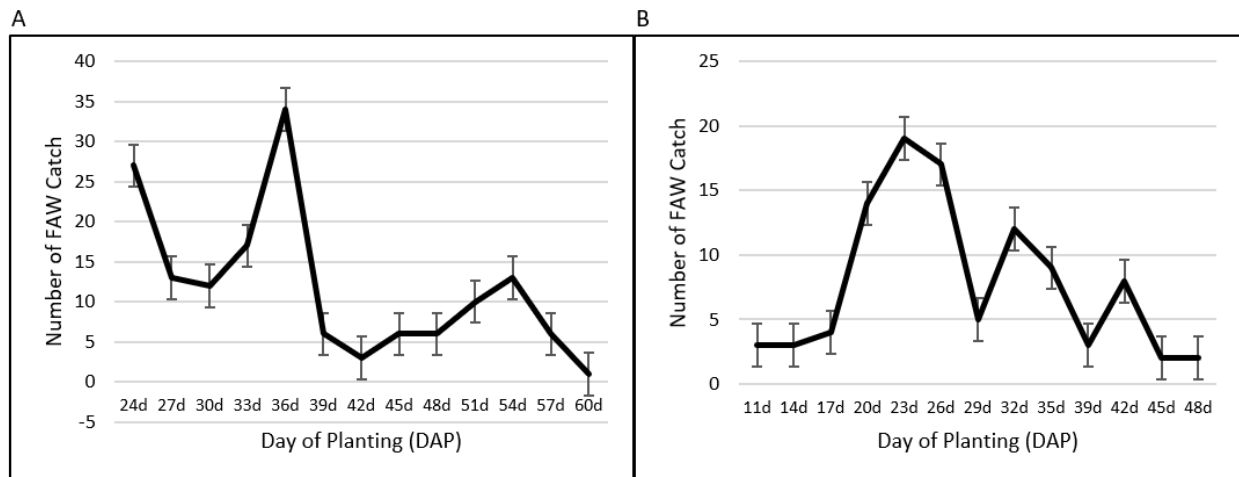 A
Number of FAW Catch
40
35
30
25
20
15
10
5
0
-5
24d 27d 30d 33d 36d 39d 42d 45d 48d 51d 54d 57d 60d
Day of Planting (DAP)
B
Number of FAW Catch
25
20
15
10
5
0
11d 14d 17d 20d 23d 26d 29d 32d 35d 39d 42d 45d 48d
Day of Planting (DAP)